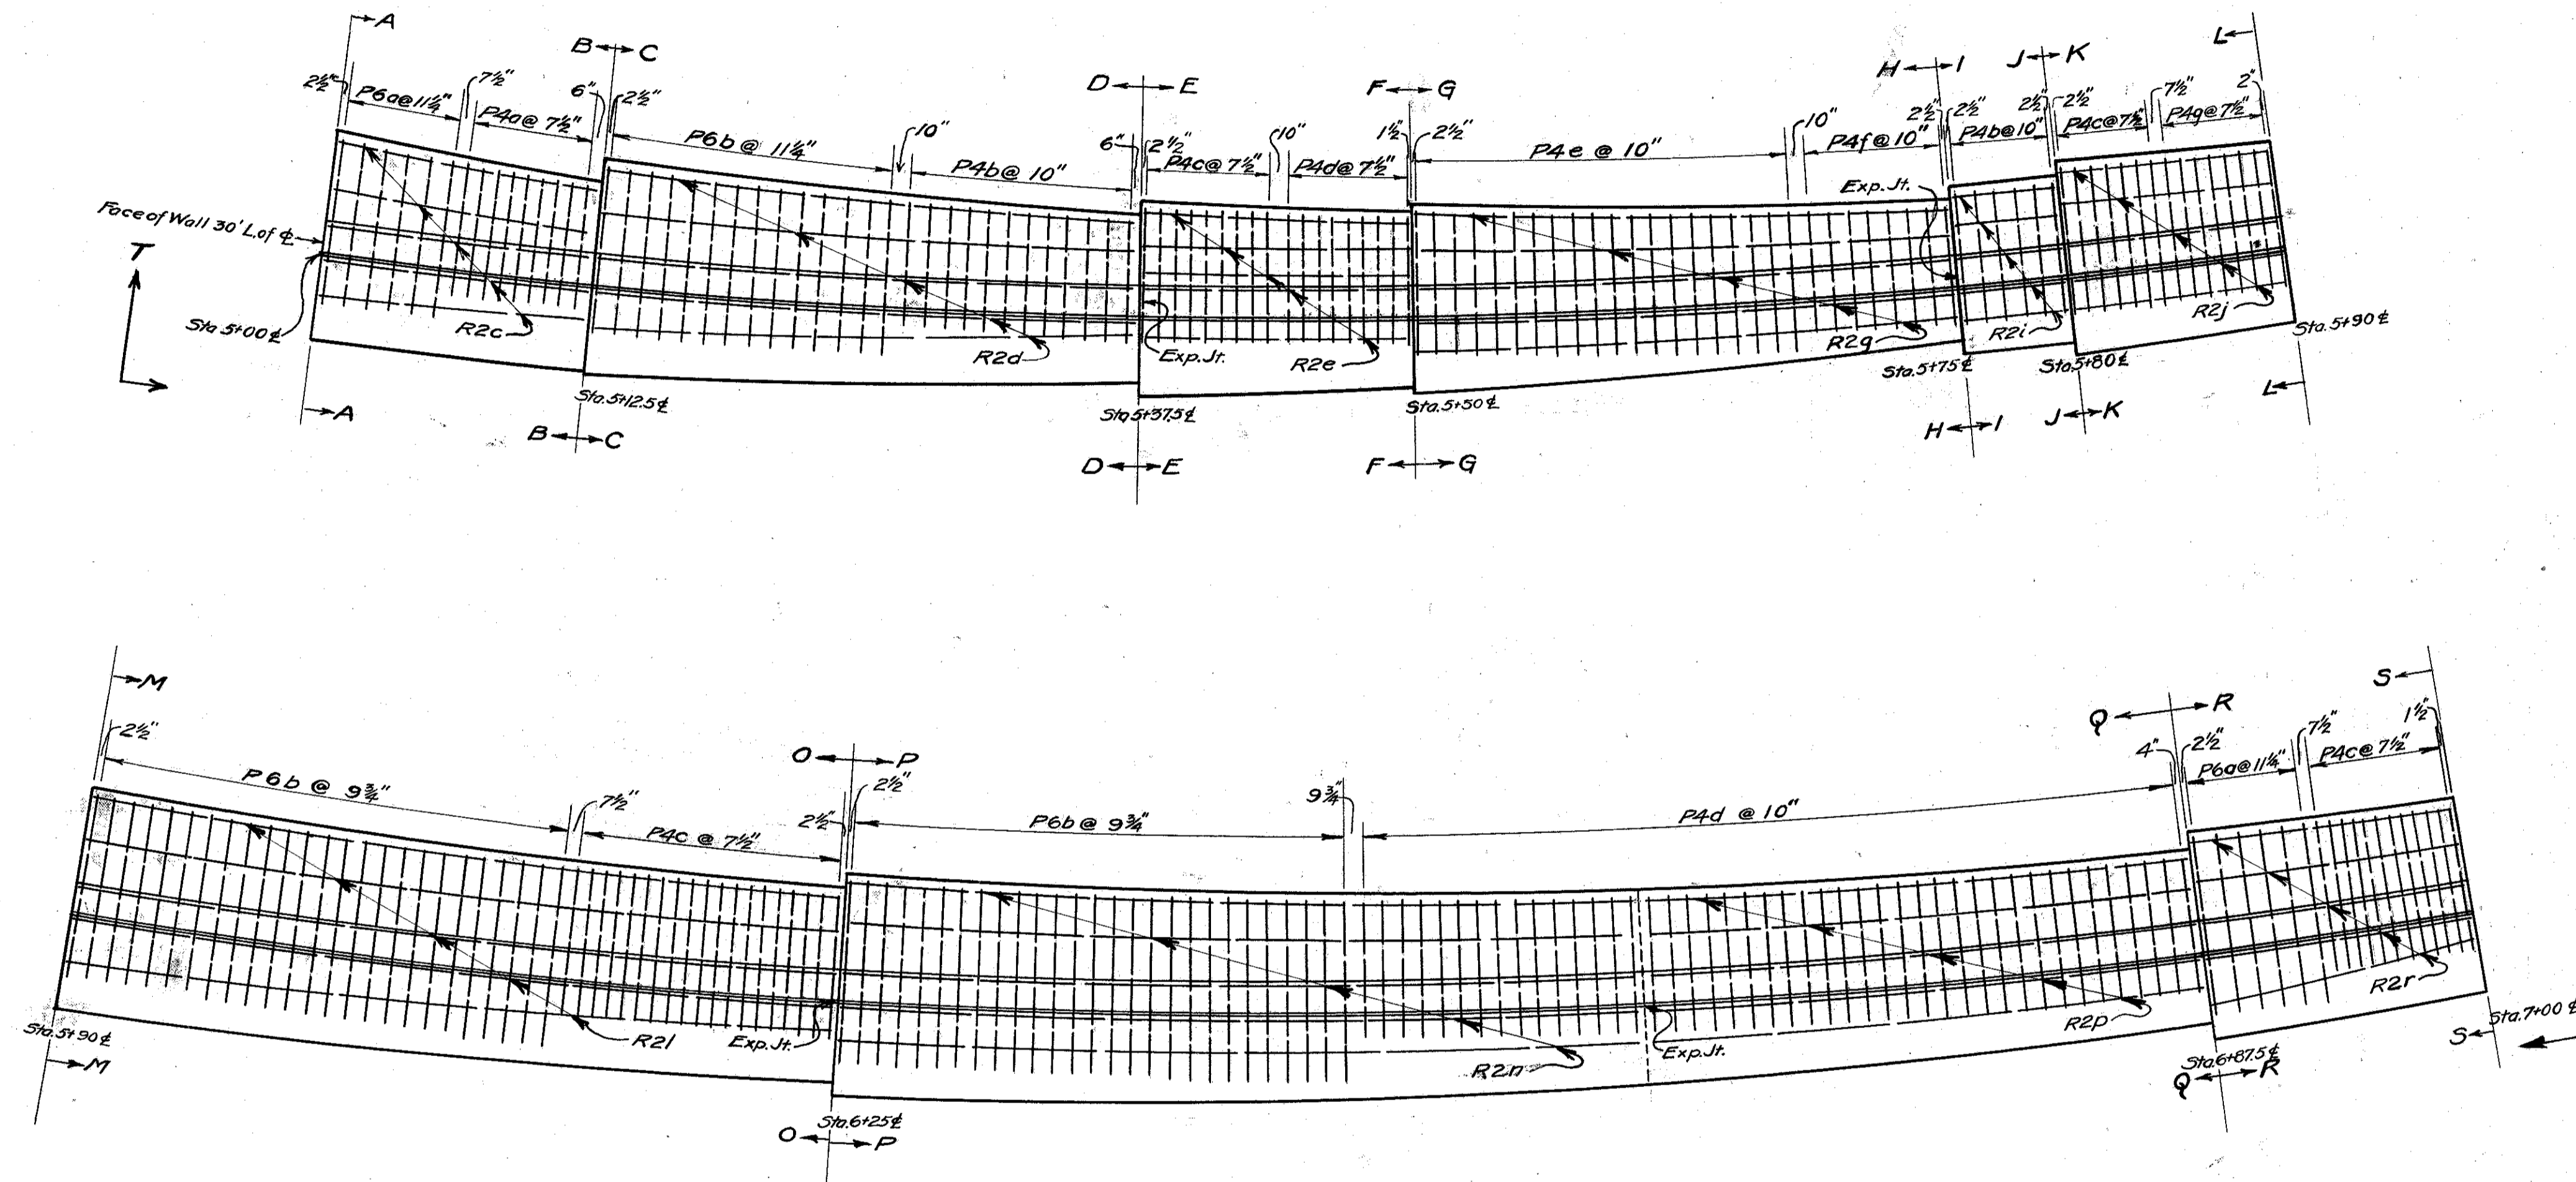 A
B C
D E
F G
H I
J K
L
2½"
P6a@11¼"
7½"
P4a@7½"
6"
2½"
P6b @ 11¼"
10"
P4b@ 10"
6"
2½"
P4c@7½"
10"
P4d@7½"
1½"
2½"
P4e @ 10"
10"
P4f@10"
2½"
2½"
P4b@10"
2½"
2½"
P4c@7½"
7½"
P4g@7½"
2"
Face of Wall 30' L. of ℄
T
Sta 5+00 ℄
R2c
R2d
Exp. Jt.
R2e
R2g
Exp. Jt.
R2i
R2j
Sta. 5+12.5 ℄
Sta 5+37.5 ℄
Sta. 5+50 ℄
Sta. 5+75 ℄
Sta. 5+80 ℄
Sta. 5+90 ℄
A
B C
D E
F G
H I
J K
L
M
O P
Q R
S
2½"
P6b @ 9¾"
7½"
P4c @ 7½"
2½"
2½"
P6b @ 9¾"
9¾"
P4d @ 10"
4"
2½"
P6a@11¼"
7½"
P4c@7½"
1½"
Sta. 5+90 ℄
R2l
Exp. Jt.
R2n
Exp. Jt.
R2p
R2r
Sta. 6+25 ℄
Sta. 6+87.5 ℄
Sta. 7+00 ℄
M
O P
Q R
S